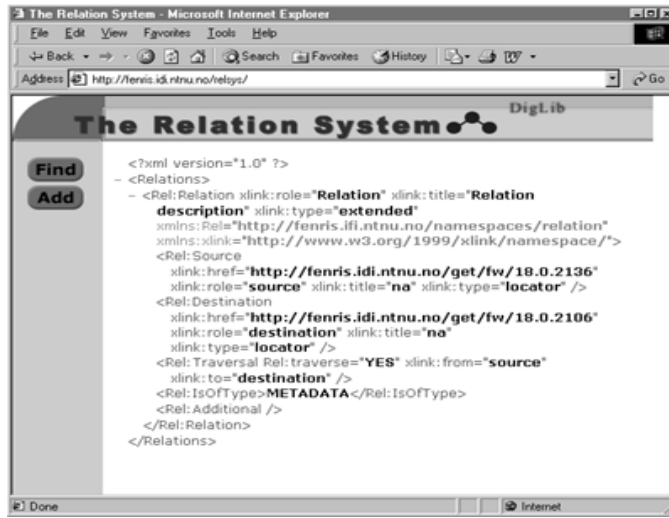 The Relation System - Microsoft Internet Explorer
File Edit View Favorites Tools Help
Back Search Favorites History
Address http://fenris.idi.ntnu.no/relsys/ Go
DigLib
The Relation System
Find
Add
<?xml version="1.0" ?>
- <Relations>
- <Rel:Relation xlink:role="Relation" xlink:title="Relation
description" xlink:type="extended"
xmlns:Rel="http://fenris.ifi.ntnu.no/namespaces/relation"
xmlns:xlink="http://www.w3.org/1999/xlink/namespace/">
<Rel:Source
xlink:href="http://fenris.idi.ntnu.no/get/fw/18.0.2136"
xlink:role="source" xlink:title="na" xlink:type="locator" />
<Rel:Destination
xlink:href="http://fenris.idi.ntnu.no/get/fw/18.0.2106"
xlink:role="destination" xlink:title="na"
xlink:type="locator" />
<Rel:Traversal Rel:traverse="YES" xlink:from="source"
xlink:to="destination" />
<Rel:IsOfType>METADATA</Rel:IsOfType>
<Rel:Additional />
</Rel:Relation>
</Relations>
Done Internet